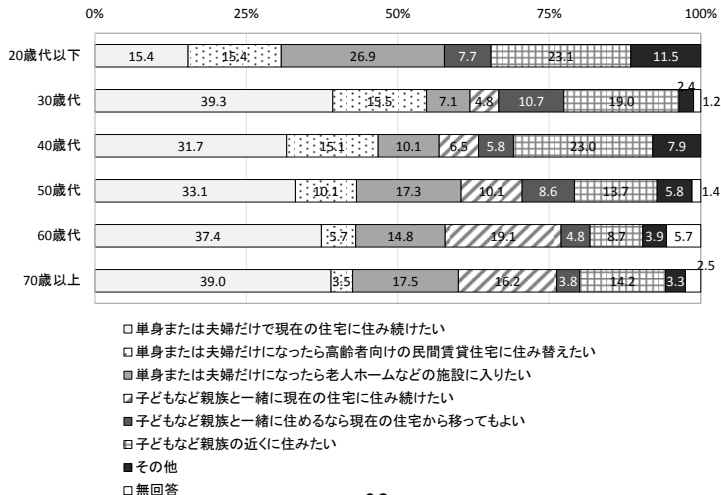 0% 25% 50% 75% 100%
20歳代以下 15.4 15.4 26.9 7.7 23.1 11.5
30歳代 39.3 15.5 7.1 4.8 10.7 19.0 2.4 1.2
40歳代 31.7 15.1 10.1 6.5 5.8 23.0 7.9
50歳代 33.1 10.1 17.3 10.1 8.6 13.7 5.8 1.4
60歳代 37.4 5.7 14.8 19.1 4.8 8.7 3.9 5.7
70歳以上 39.0 3.5 17.5 16.2 3.8 14.2 3.3 2.5
単身または夫婦だけで現在の住宅に住み続けたい
単身または夫婦だけになったら高齢者向けの民間賃貸住宅に住み替えたい
単身または夫婦だけになったら老人ホームなどの施設に入りたい
子どもなど親族と一緒に現在の住宅に住み続けたい
子どもなど親族と一緒に住めるなら現在の住宅から移ってもよい
子どもなど親族の近くに住みたい
その他
無回答